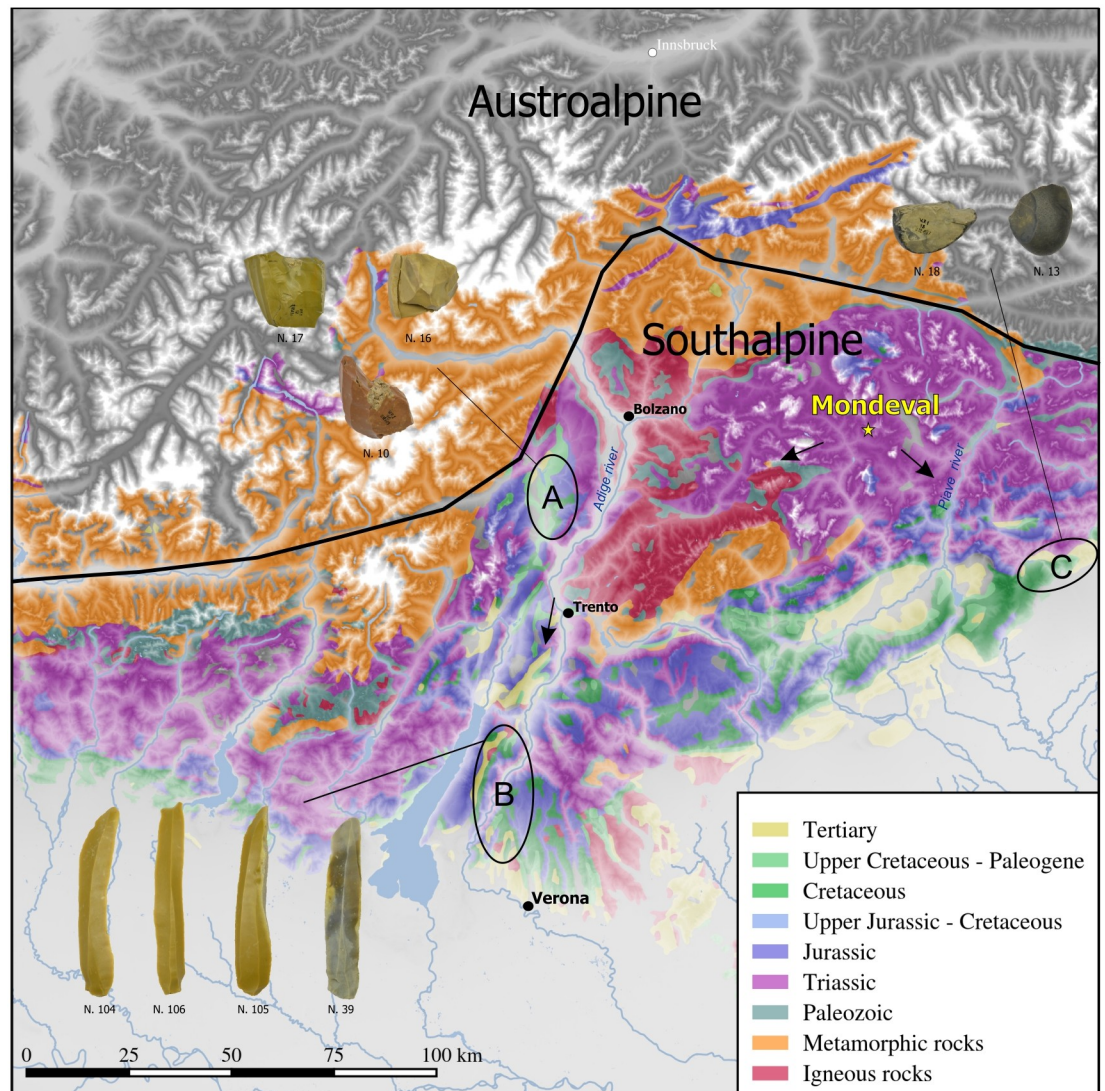 Innsbruck
Austroalpine
N. 18
N. 13
N. 17
N. 16
Southalpine
N. 10
Bolzano
Mondeval
Adige river
Piave river
A
C
Trento
B
Verona
N. 104
N. 106
N. 105
N. 39
0 25 50 75 100 km
Tertiary
Upper Cretaceous - Paleogene
Cretaceous
Upper Jurassic - Cretaceous
Jurassic
Triassic
Paleozoic
Metamorphic rocks
Igneous rocks